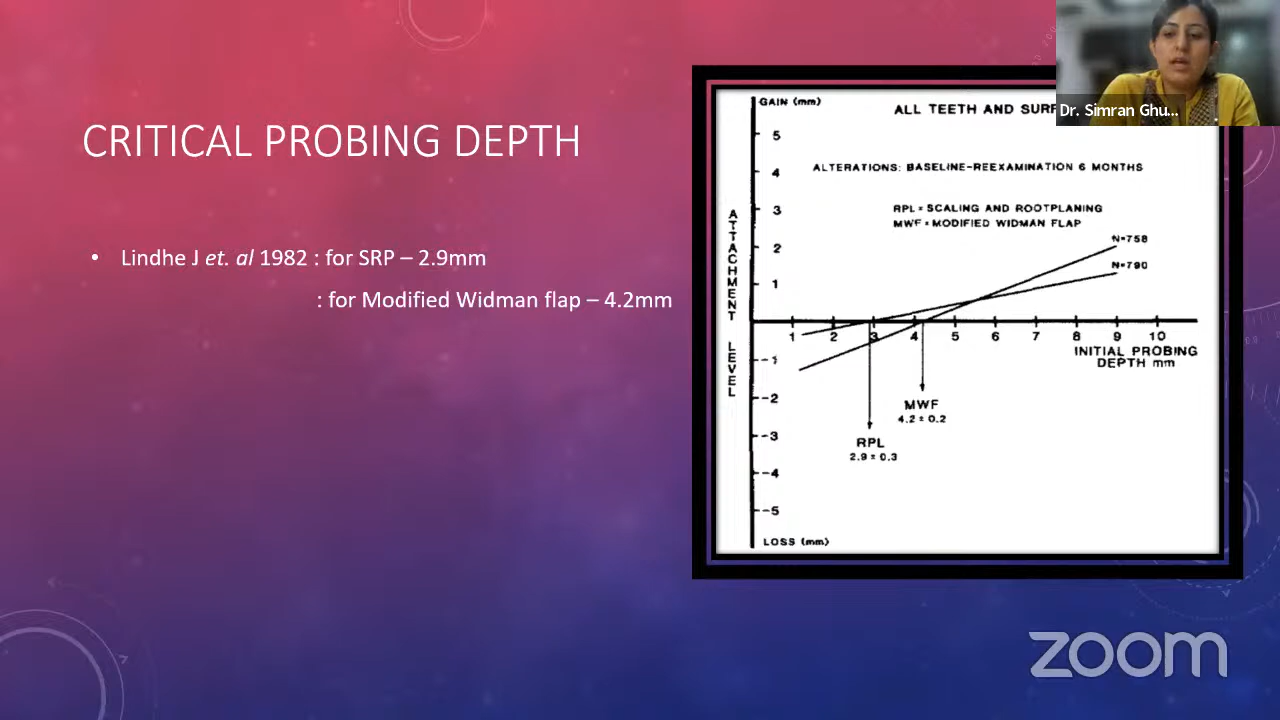 CRITICAL PROBING DEPTH
• Lindhe J et. al 1982 : for SRP – 2.9mm
: for Modified Widman flap – 4.2mm
GAIN (mm)
ALL TEETH AND
ALTERATIONS: BASELINE-REEXAMINATION 6 MONTHS
RPL = SCALING AND ROOTPLANING
MWF = MODIFIED WIDMAN FLAP
N=758
N=790
5
4
3
2
1
-1
-2
-3
-4
-5
ATTACHMENT LEVEL
1 2 3 4 5 6 7 8 9 10
INITIAL PROBING
DEPTH mm
MWF
4.2 ± 0.2
RPL
2.9 ± 0.3
LOSS (mm)
Dr. Simran Ghu...
zoom